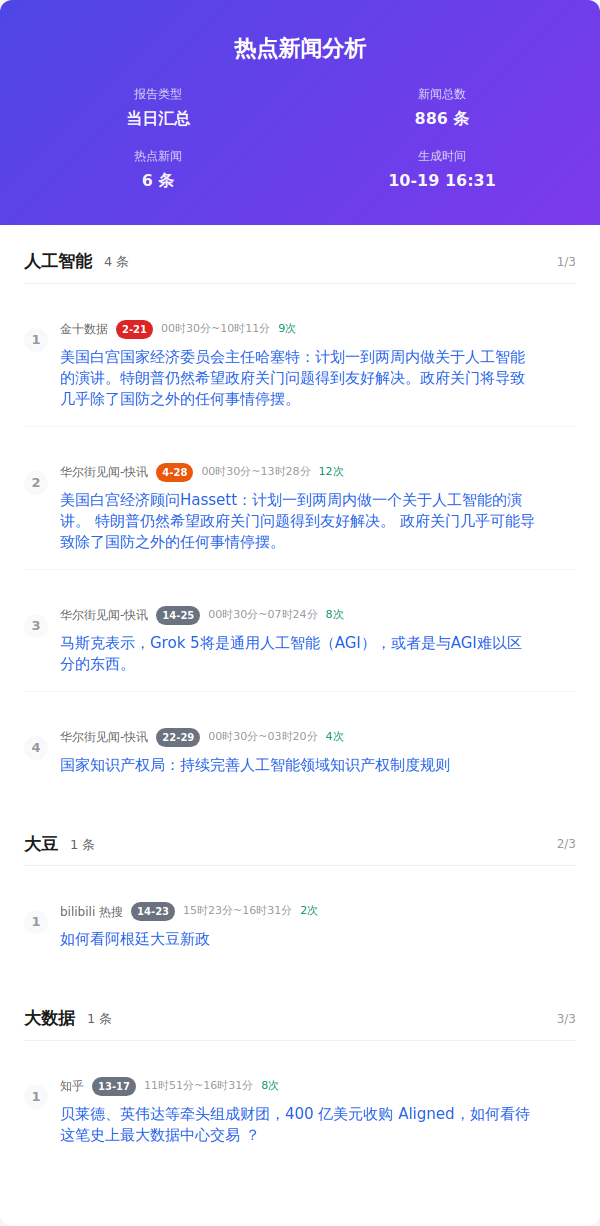 热点新闻分析
报告类型
当日汇总
新闻总数
886 条
热点新闻
6 条
生成时间
10-19 16:31
人工智能 4 条 1/3
1
金十数据 2-21 00时30分~10时11分 9次
美国白宫国家经济委员会主任哈塞特：计划一到两周内做关于人工智能
的演讲。特朗普仍然希望政府关门问题得到友好解决。政府关门将导致
几乎除了国防之外的任何事情停摆。
2
华尔街见闻-快讯 4-28 00时30分~13时28分 12次
美国白宫经济顾问Hassett：计划一到两周内做一个关于人工智能的演
讲。 特朗普仍然希望政府关门问题得到友好解决。 政府关门几乎可能导
致除了国防之外的任何事情停摆。
3
华尔街见闻-快讯 14-25 00时30分~07时24分 8次
马斯克表示，Grok 5将是通用人工智能（AGI），或者是与AGI难以区
分的东西。
4
华尔街见闻-快讯 22-29 00时30分~03时20分 4次
国家知识产权局：持续完善人工智能领域知识产权制度规则
大豆 1 条 2/3
1
bilibili 热搜 14-23 15时23分~16时31分 2次
如何看阿根廷大豆新政
大数据 1 条 3/3
1
知乎 13-17 11时51分~16时31分 8次
贝莱德、英伟达等牵头组成财团，400 亿美元收购 Aligned，如何看待
这笔史上最大数据中心交易 ？